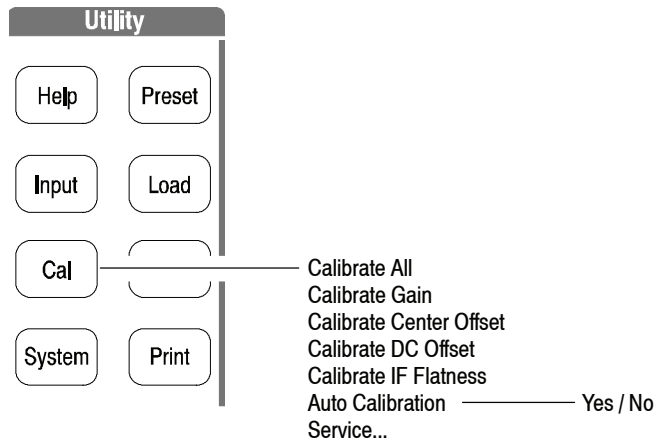 Utility
Help
Preset
Input
Load
Cal
System
Print
Calibrate All
Calibrate Gain
Calibrate Center Offset
Calibrate DC Offset
Calibrate IF Flatness
Auto Calibration Yes / No
Service...